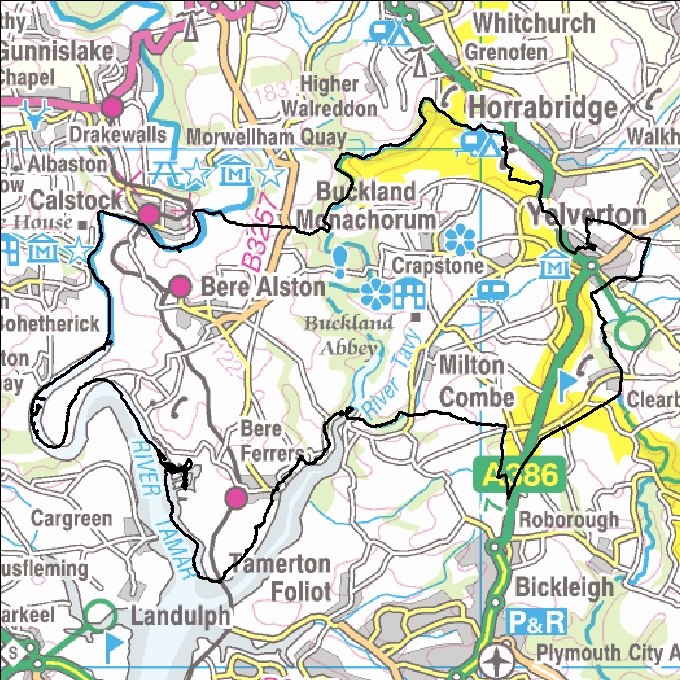 Whitchurch
Grenofen
Gunnislake
Chapel
Higher
Walreddon
183
Horrabridge
Drakewalls
Morwellham Quay
Walkh
Albaston
Calstock
House
Buckland
Monachorum
Yelverton
B3257
Crapstone
Bere Alston
Bohetherick
Buckland
Abbey
122
River Tavy
Milton
Combe
Clearb
Bere
Ferrers
RIVER TAMAR
A386
7
Cargreen
Roborough
usfleming
Tamerton
Foliot
Bickleigh
arkeel
Landulph
P&R
S
Plymouth City A